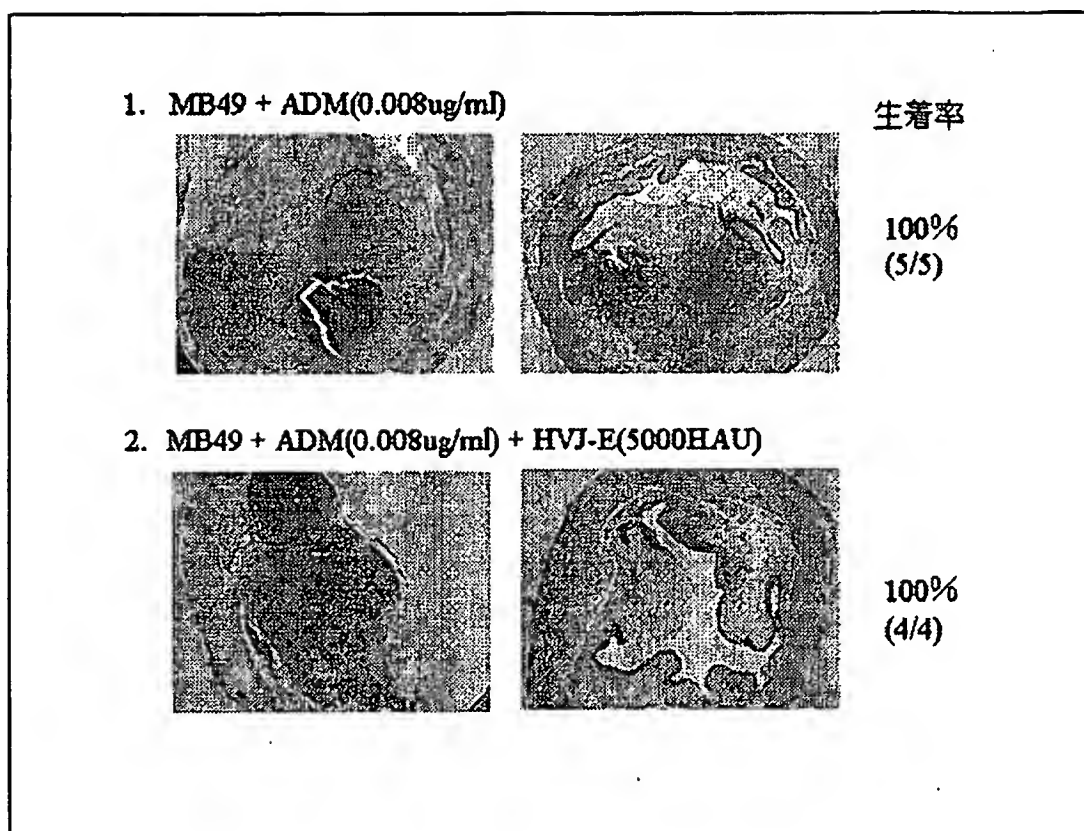 1. MB49 + ADM(0.008ug/ml)
生着率
100%
(5/5)
2. MB49 + ADM(0.008ug/ml) + HVJ-E(5000HAU)
100%
(4/4)